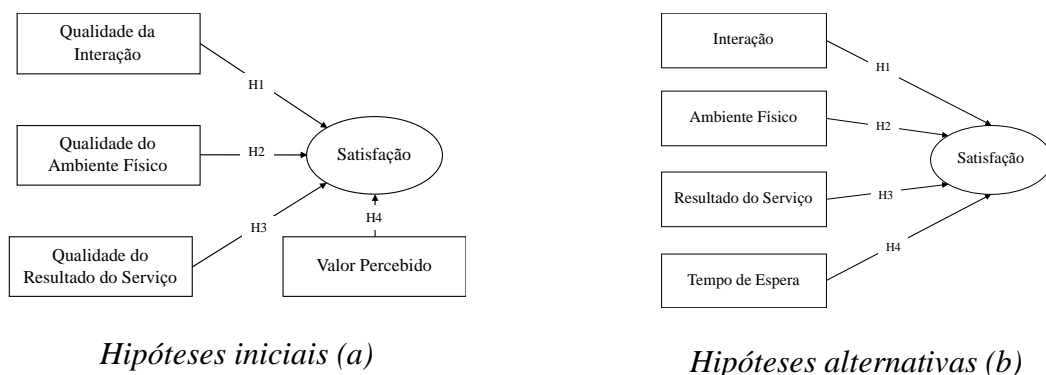 Qualidade da
Interação
H1
Qualidade do
Ambiente Físico
H2
Satisfação
H3
H4
Qualidade do
Resultado do Serviço
Valor Percebido
Hipóteses iniciais (a)
Interação
H1
Ambiente Físico
H2
Satisfação
Resultado do Serviço
H3
H4
Tempo de Espera
Hipóteses alternativas (b)